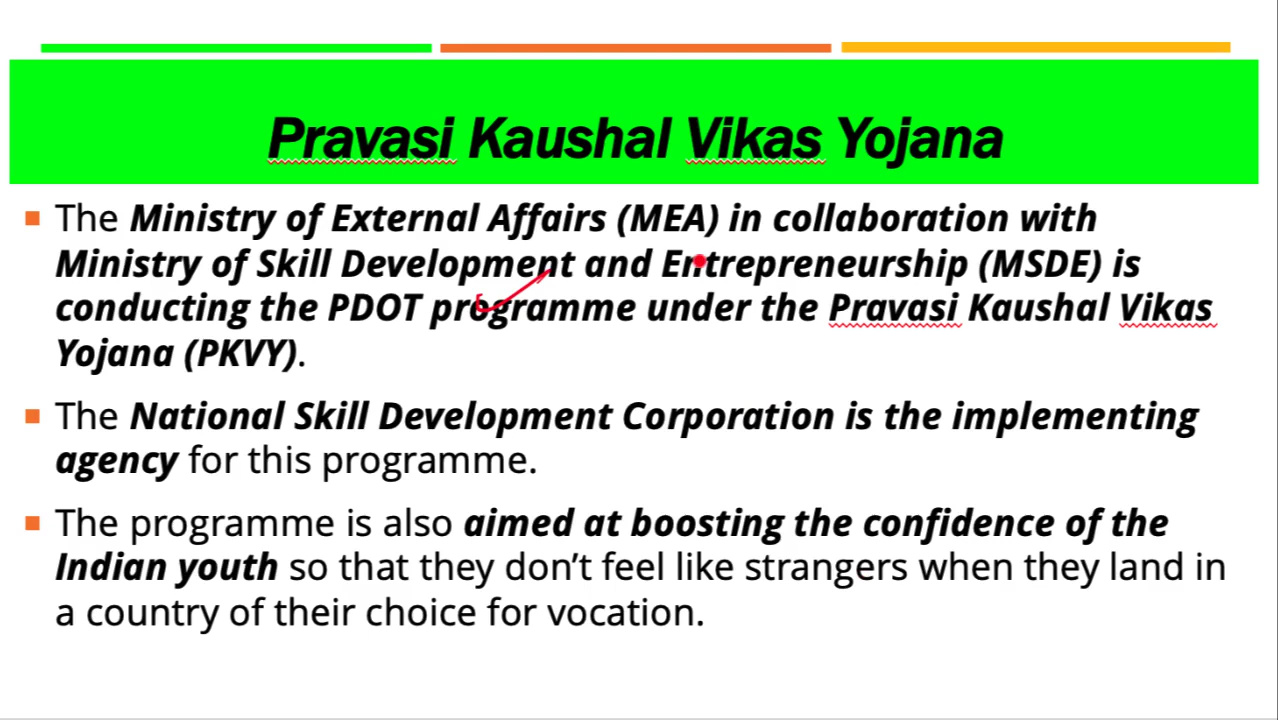 Pravasi Kaushal Vikas Yojana
The Ministry of External Affairs (MEA) in collaboration with
Ministry of Skill Development and Entrepreneurship (MSDE) is
conducting the PDOT programme under the Pravasi Kaushal Vikas
Yojana (PKVY).
The National Skill Development Corporation is the implementing
agency for this programme.
The programme is also aimed at boosting the confidence of the
Indian youth so that they don’t feel like strangers when they land in
a country of their choice for vocation.